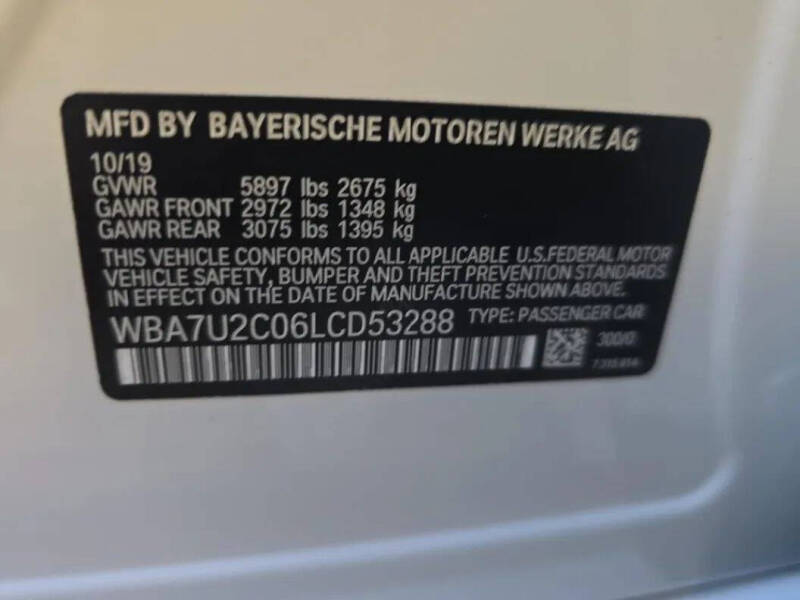 MFD BY BAYERISCHE MOTOREN WERKE AG
10/19
GVWR 5897 lbs 2675 kg
GAWR FRONT 2972 lbs 1348 kg
GAWR REAR 3075 lbs 1395 kg
THIS VEHICLE CONFORMS TO ALL APPLICABLE U.S.FEDERAL MOTOR
VEHICLE SAFETY, BUMPER AND THEFT PREVENTION STANDARDS
IN EFFECT ON THE DATE OF MANUFACTURE SHOWN ABOVE.
WBA7U2C06LCD53288 TYPE: PASSENGER CAR
300/0